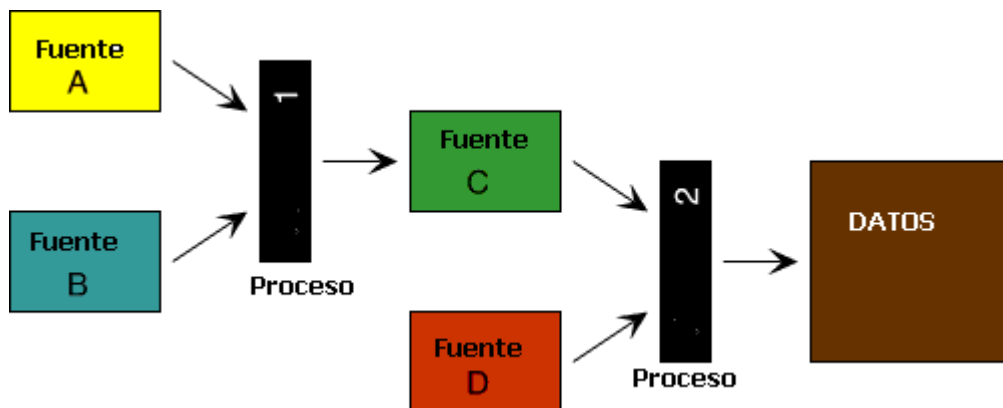 Fuente
A
1
Proceso
Fuente
B
Fuente
C
Fuente
D
2
Proceso
DATOS